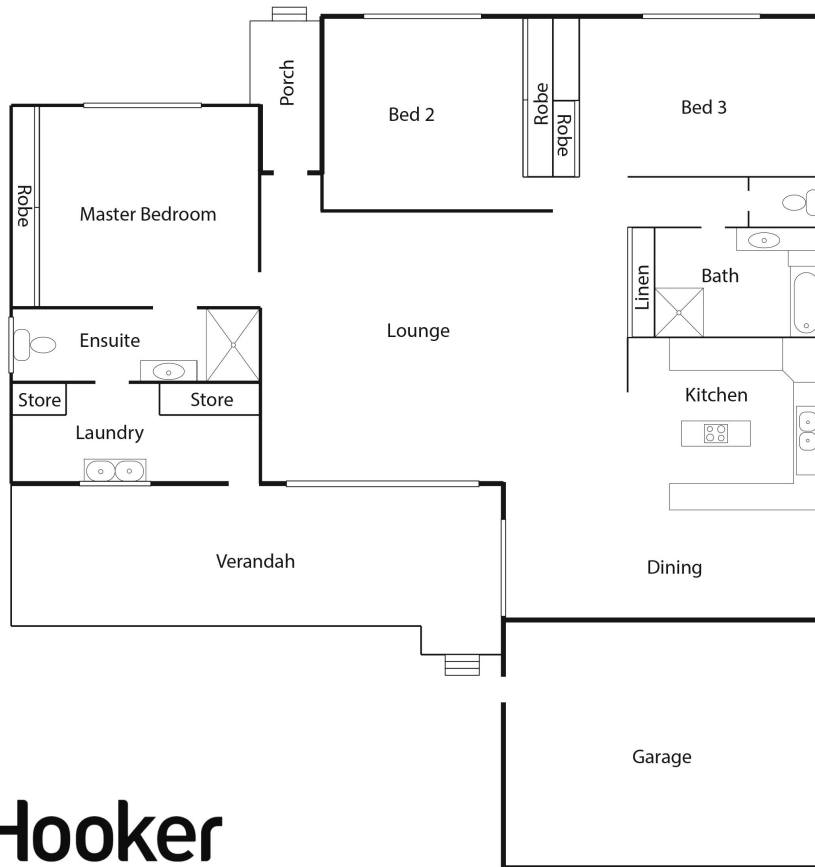 Porch
Bed 2
Robe
Robe
Bed 3
Robe
Master Bedroom
Linen
Bath
Lounge
Ensuite
Store
Store
Kitchen
Laundry
Verandah
Dining
Garage
Hooker